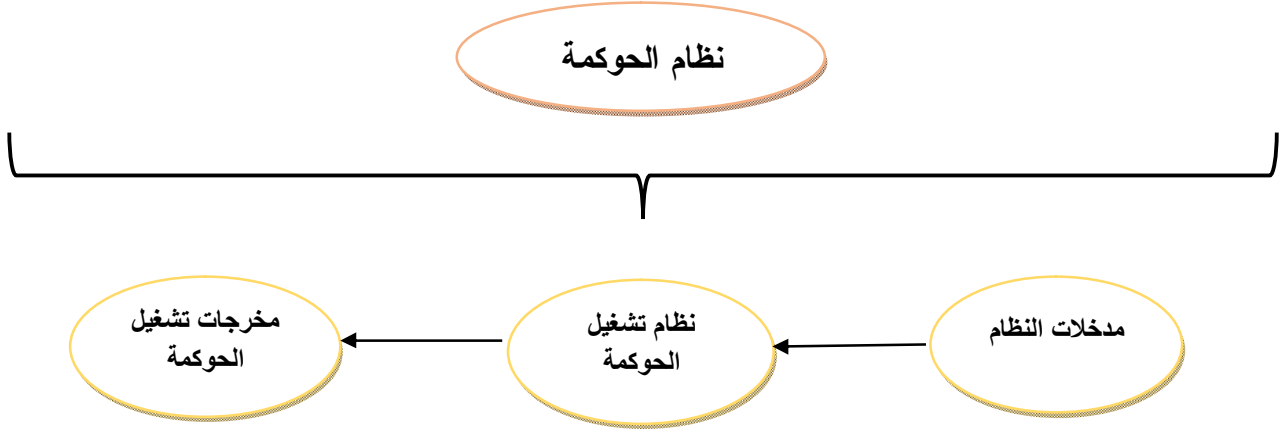 نظام الحوكمة
مدخلات النظام
نظام تشغيل
الحوكمة
مخرجات تشغيل
الحوكمة